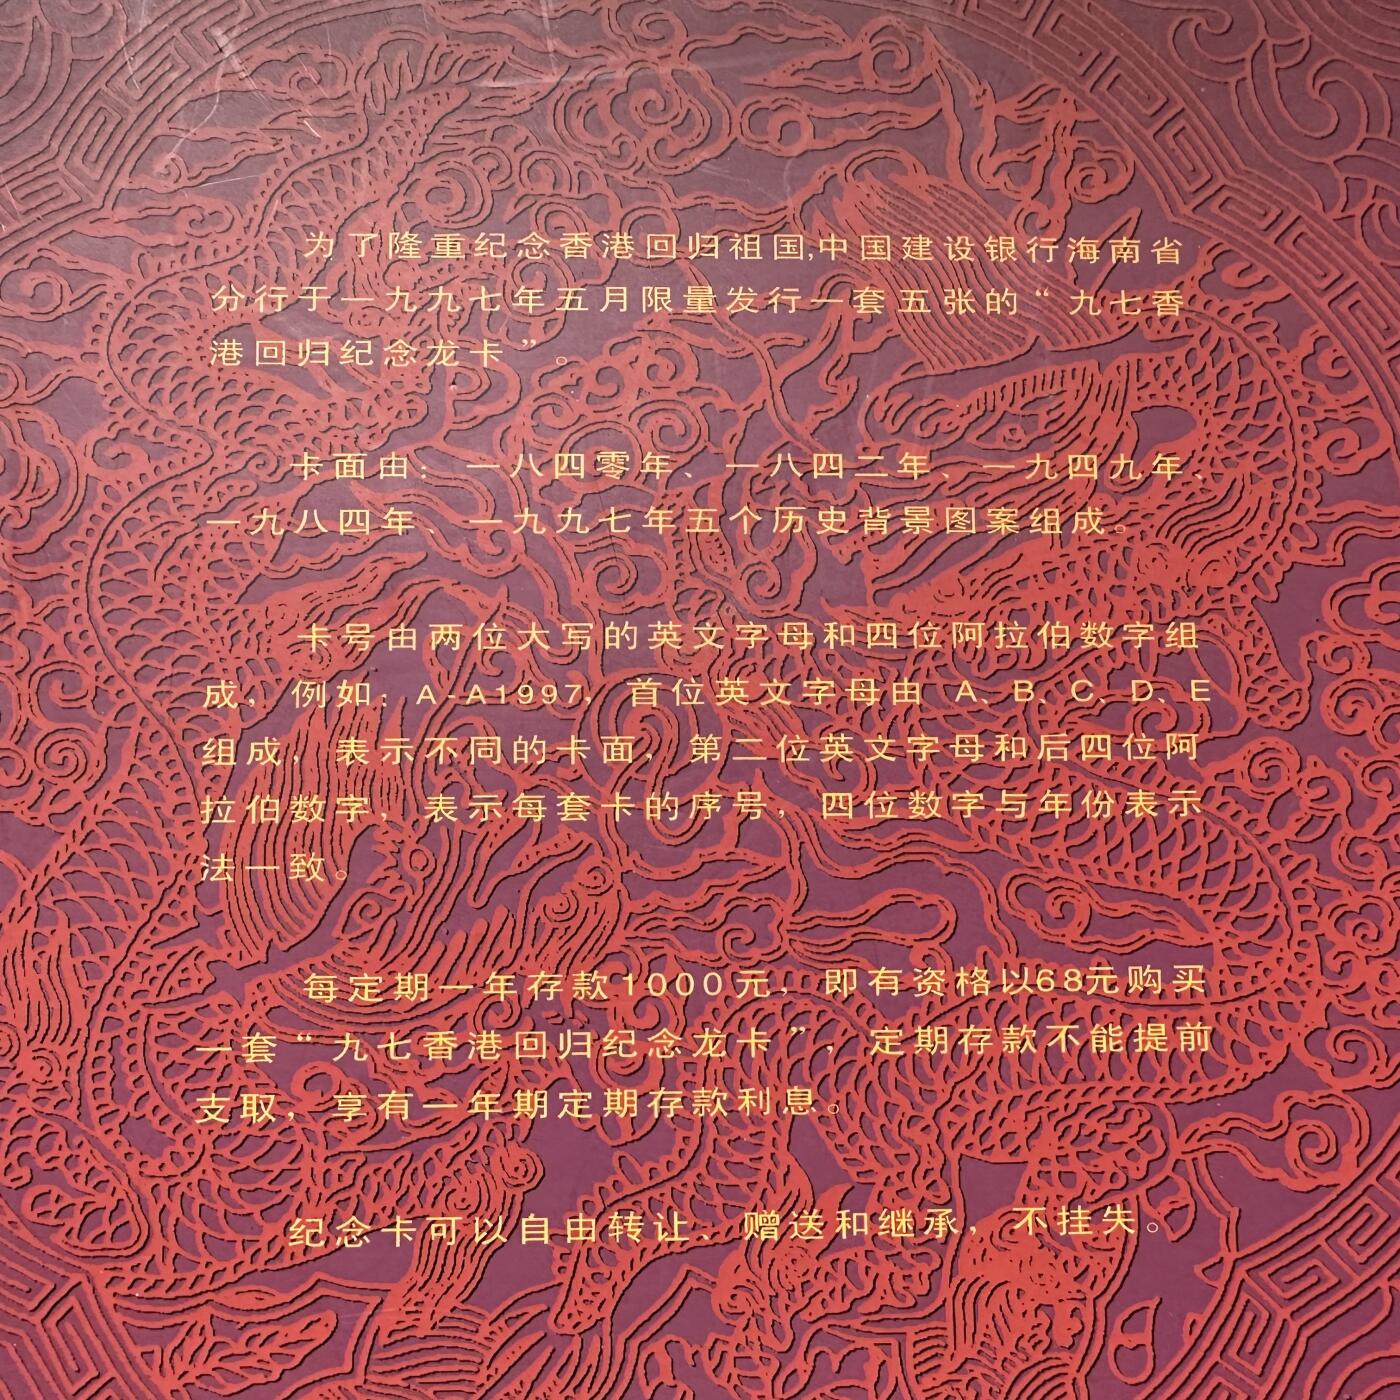 为了隆重纪念香港回归祖国,中国建设银行海南省
分行于一九九七年五月限量发行一套五张的“九七香
港回归纪念龙卡”。
卡面由：一八四零年、一八四二年、一九四九年、
一九八四年、一九九七年五个历史背景图案组成。
卡号由两位大写的英文字母和四位阿拉伯数字组
成，例如：A-A1997，首位英文字母由 A、B、C、D、E
组成，表示不同的卡面，第二位英文字母和后四位阿
拉伯数字，表示每套卡的序号，四位数字与年份表示
法一致。
每定期一年存款1000元，即有资格以68元购买
一套“九七香港回归纪念龙卡”，定期存款不能提前
支取，享有一年期定期存款利息。
纪念卡可以自由转让、赠送和继承，不挂失。